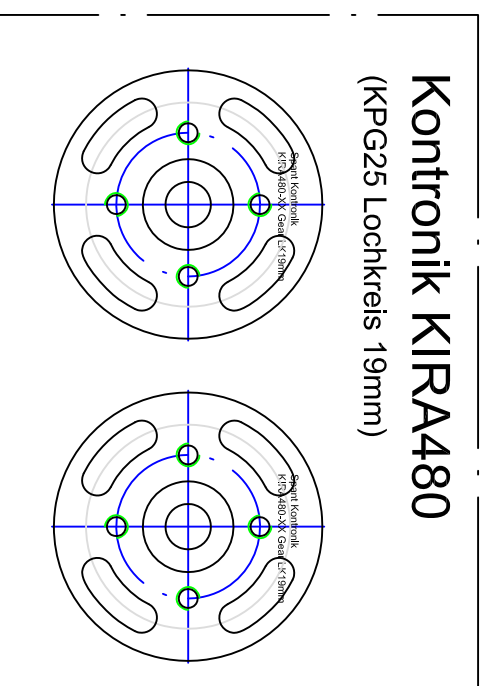 Kontronik KIRA480
(KPG25 Lochkreis 19mm)
Spant Kontronik
KIRA480-XX Gear LK19mm
Spant Kontronik
KIRA480-XX Gear LK19mm